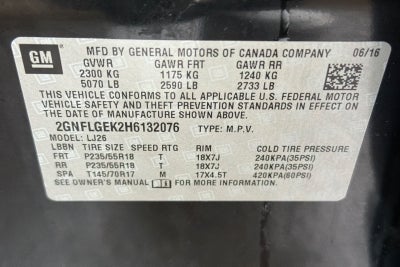 GM
MFD BY GENERAL MOTORS OF CANADA COMPANY 06/16
GVWR GAWR FRT GAWR RR
2300 KG 1175 KG 1240 KG
5070 LB 2590 LB 2733 LB
THIS VEHICLE CONFORMS TO ALL APPLICABLE U.S. FEDERAL MOTOR
VEHICLE SAFETY, BUMPER, AND THEFT PREVENTION STANDARDS IN EFFECT ON
THE DATE OF MANUFACTURE SHOWN ABOVE.
2GNFLGEK2H6132076 TYPE: M.P.V.
MODEL: LJ26
LBBN TIRE SIZE SPEED RTG RIM COLD TIRE PRESSURE
FRT P235/55R18 T 18X7J 240KPA(35PSI)
RR P235/55R18 T 18X7J 240KPA(35PSI)
SPA T145/70R17 M 17X4.5T 420KPA(60PSI)
SEE OWNER'S MANUAL FOR MORE INFORMATION.